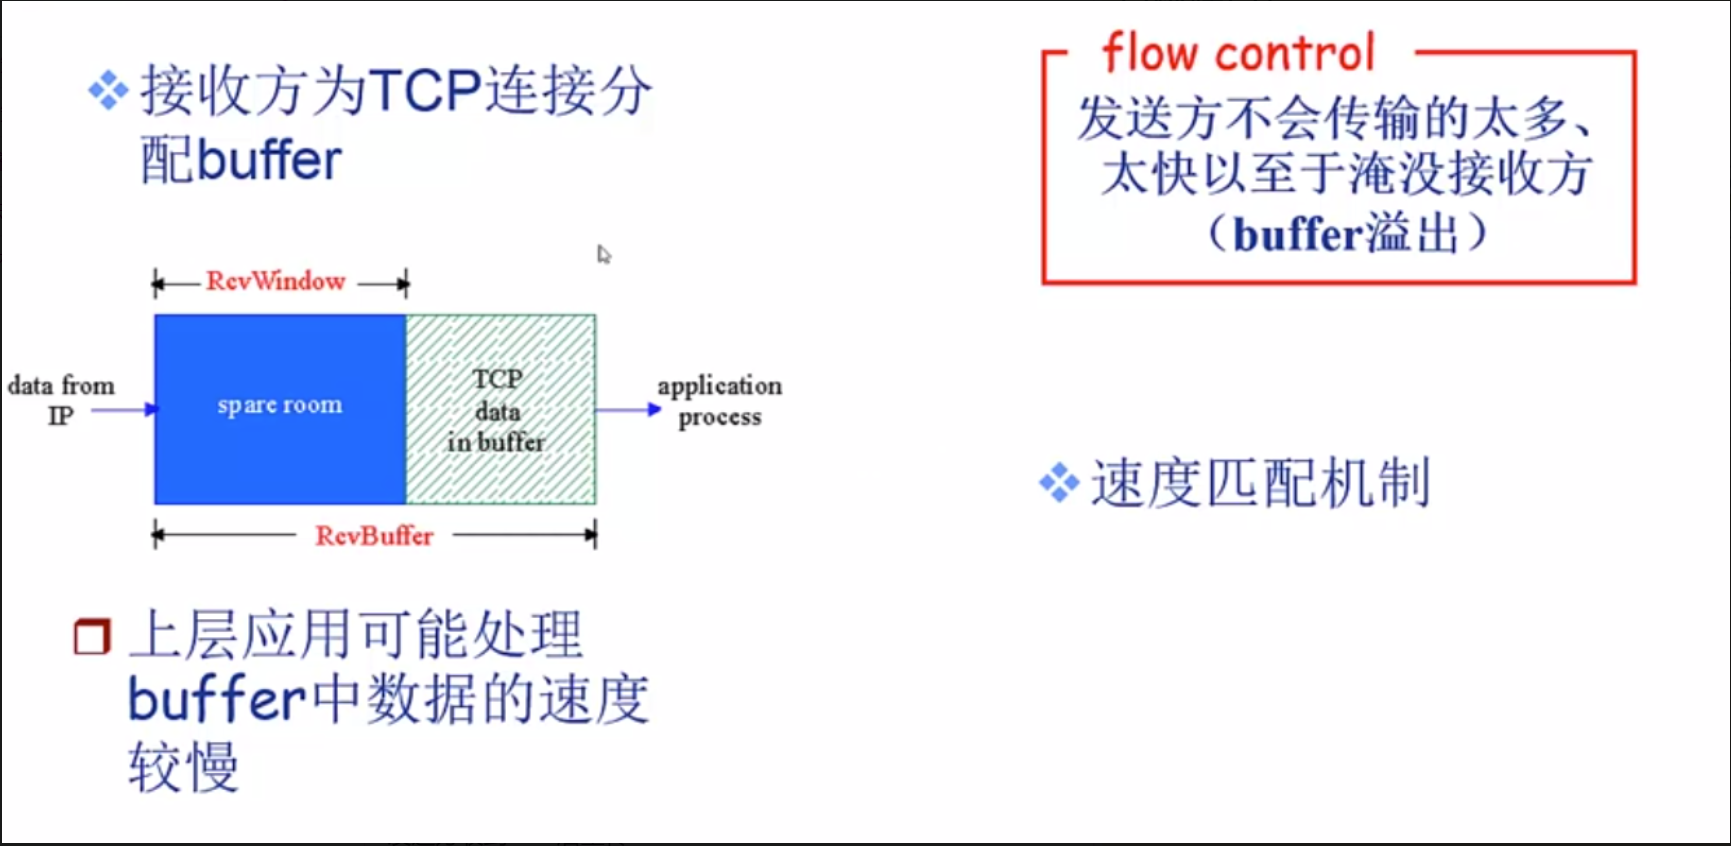 接收方为TCP连接分
配buffer
RcvWindow
data from
IP
spare room
TCP
data
in buffer
application
process
RcvBuffer
上层应用可能处理
buffer中数据的速度
较慢
flow control
发送方不会传输的太多、
太快以至于淹没接收方
（buffer溢出）
速度匹配机制